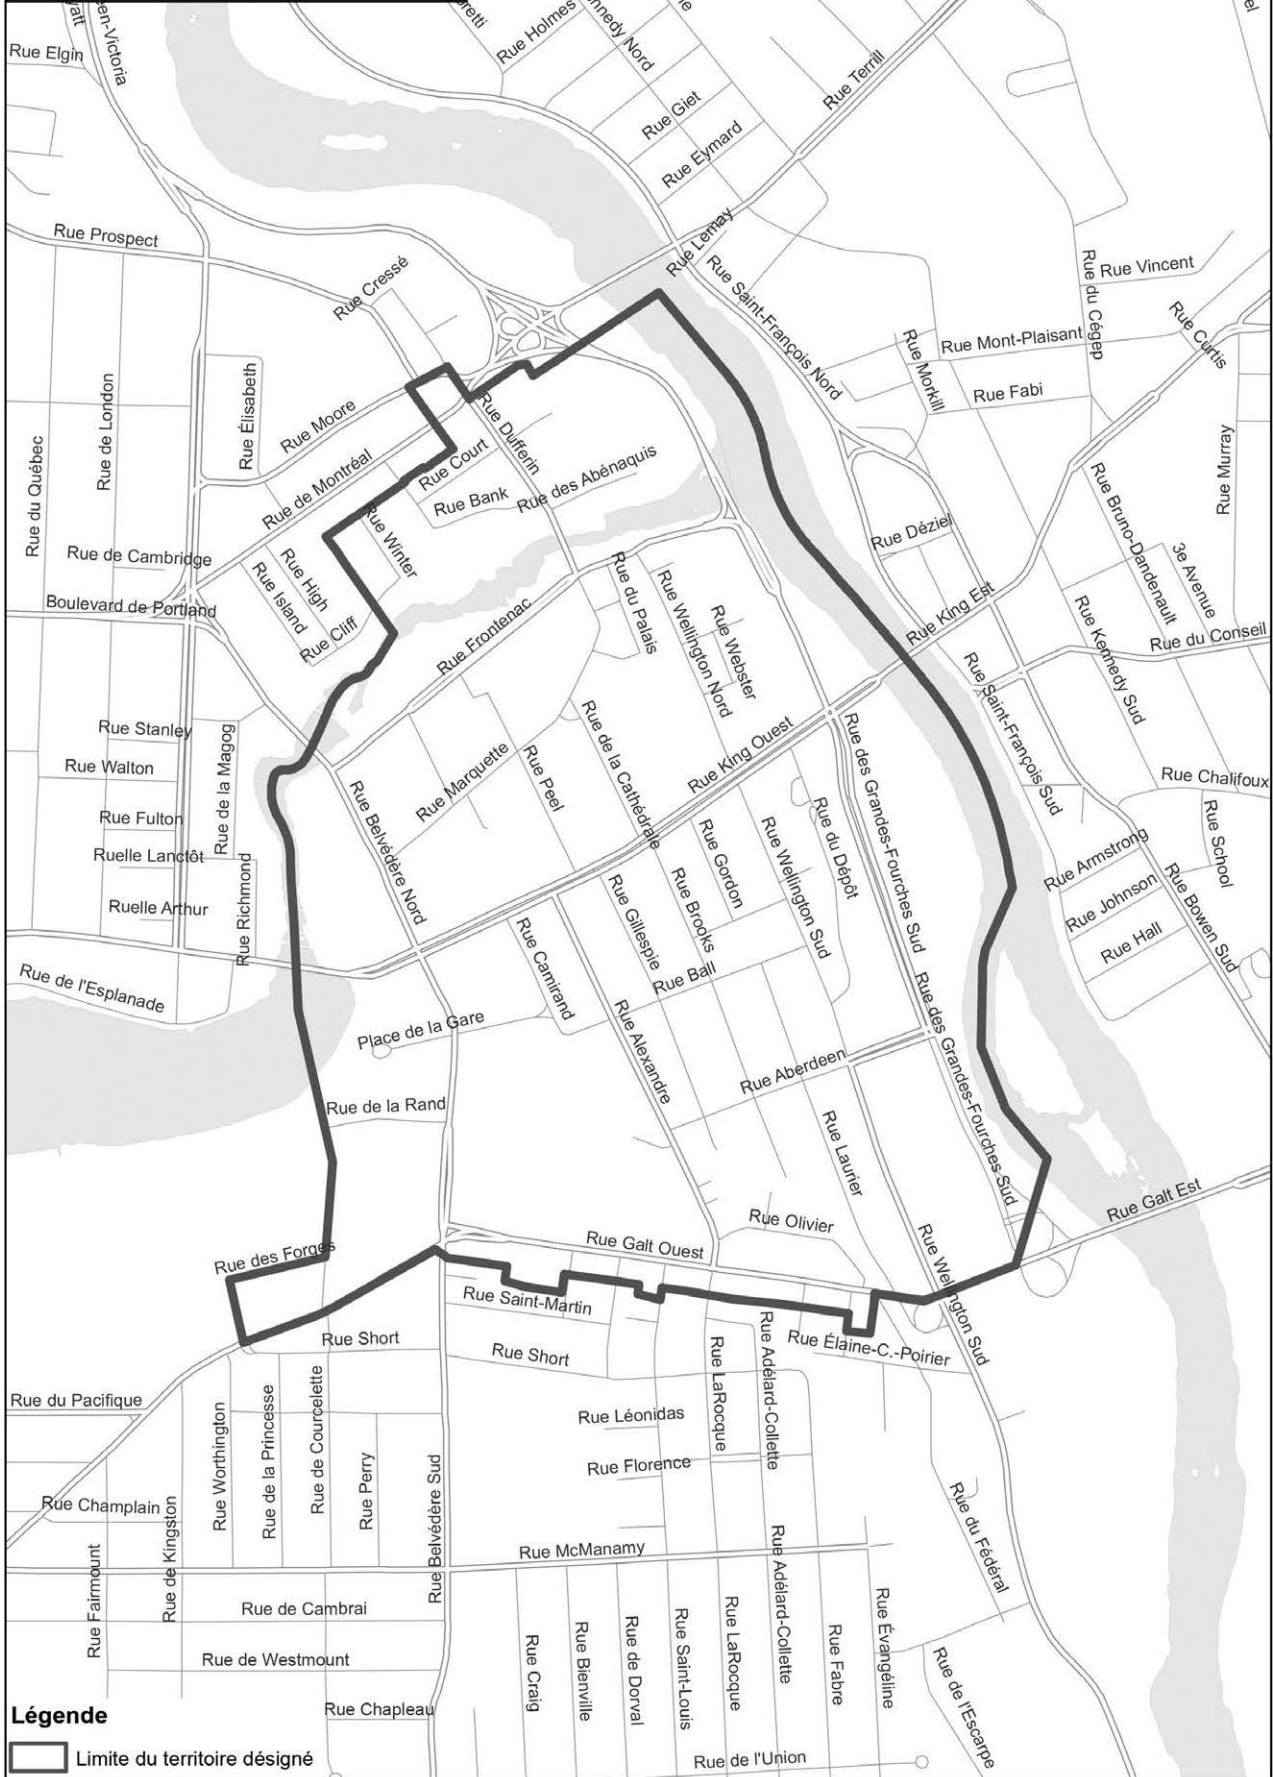 Rue Elgin
een-Victoria
Rue Holmes
nnedy Nord
Rue Terrill
Rue Giet
Rue Eymard
Rue Prospect
Rue Lemay
Rue Cressé
Rue Saint-François Nord
Rue du Cégep
Rue Vincent
Rue Curtis
Rue Mont-Plaisant
Rue Morkill
Rue Fabi
Rue Élisabeth
Rue de London
Rue du Québec
Rue Moore
Rue Dufferin
Rue de Montréal
Rue Court
Rue Bank
Rue des Abénaquis
Rue Murray
Rue Bruno-Dandenault
3e Avenue
Rue Winter
Rue Déziel
Rue de Cambridge
Rue High
Rue Island
Rue Cliff
Boulevard de Portland
Rue Frontenac
Rue du Palais
Rue Wellington Nord
Rue Webster
Rue King Est
Rue Kennedy Sud
Rue du Conseil
Rue Saint-François Sud
Rue Stanley
Rue de la Magog
Rue Walton
Rue Marquette
Rue Peel
Rue de la Cathédrale
Rue King Ouest
Rue des Grandes-Fourches Sud
Rue Chalifoux
Rue School
Rue Fulton
Ruelle Lanctôt
Rue Belvédère Nord
Rue Gordon
Rue Wellington Sud
Rue du Dépôt
Rue Armstrong
Rue Johnson
Rue Bowen Sud
Rue Hall
Ruelle Arthur
Rue Richmond
Rue Gillespie
Rue Brooks
Rue Camirand
Rue Ball
Rue de l'Esplanade
Place de la Gare
Rue Alexandre
Rue des Grandes-Fourches Sud
Rue Aberdeen
Rue de la Rand
Rue Laurier
Rue Galt Est
Rue Olivier
Rue Galt Ouest
Rue des Forges
Rue Wellington Sud
Rue Saint-Martin
Rue Short
Rue Short
Rue Élaine-C.-Poirier
Rue LaRocque
Rue Adélard-Collette
Rue du Pacifique
Rue Léonidas
Rue Worthington
Rue de la Princesse
Rue de Courcelette
Rue Perry
Rue Belvédère Sud
Rue Florence
Rue Champlain
Rue de Kingston
Rue Fairmount
Rue McManamy
Rue du Fédéral
Rue de Cambrai
Rue de Westmount
Rue Craig
Rue Bienville
Rue de Dorval
Rue Saint-Louis
Rue LaRocque
Rue Adélard-Collette
Rue Fabre
Rue Évangéline
Rue de l'Escarpe
Rue Chapleau
Rue de l'Union
Légende
Limite du territoire désigné